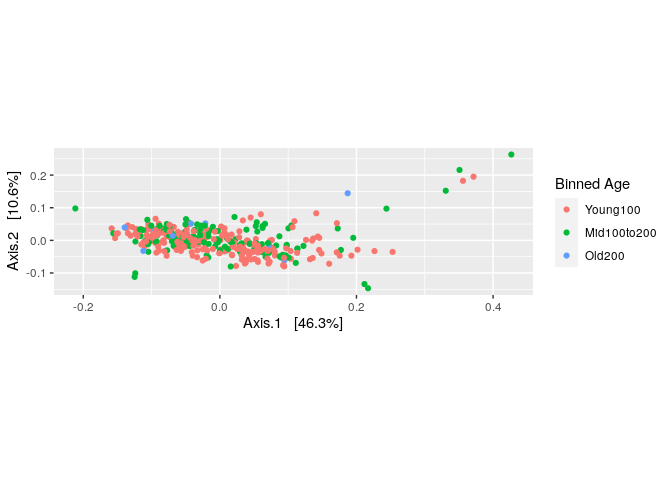 0.2
0.1
0.0
-0.1
Axis.2 [10.6%]
-0.2
0.0
0.2
0.4
Axis.1 [46.3%]
Binned Age
Young100
Mid100to200
Old200